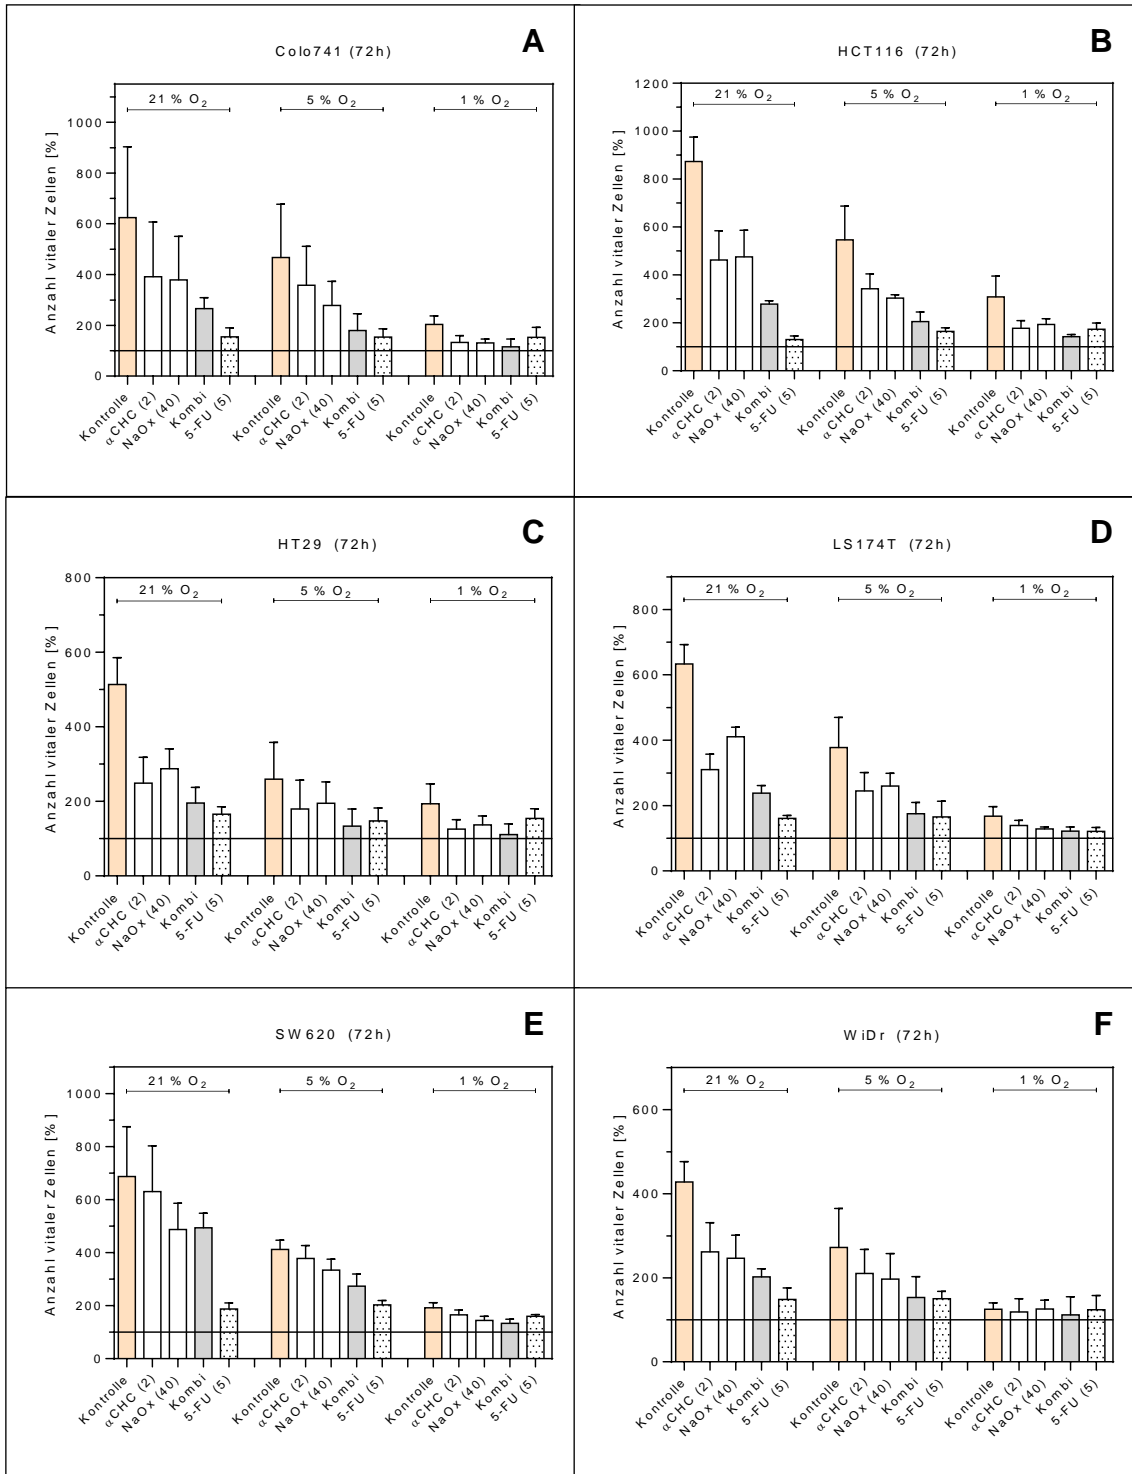 A
Colo741 (72h)
21 % O2
5 % O2
1 % O2
Anzahl vitaler Zellen [%]
1000
800
600
400
200
0
Kontrolle
αCHC (2)
NaOx (40)
Kombi
5-FU (5)
Kontrolle
αCHC (2)
NaOx (40)
Kombi
5-FU (5)
Kontrolle
αCHC (2)
NaOx (40)
Kombi
5-FU (5)
B
HCT116 (72h)
21 % O2
5 % O2
1 % O2
Anzahl vitaler Zellen [%]
1200
1000
800
600
400
200
0
Kontrolle
αCHC (2)
NaOx (40)
Kombi
5-FU (5)
Kontrolle
αCHC (2)
NaOx (40)
Kombi
5-FU (5)
Kontrolle
αCHC (2)
NaOx (40)
Kombi
5-FU (5)
C
HT29 (72h)
21 % O2
5 % O2
1 % O2
Anzahl vitaler Zellen [%]
800
600
400
200
0
Kontrolle
αCHC (2)
NaOx (40)
Kombi
5-FU (5)
Kontrolle
αCHC (2)
NaOx (40)
Kombi
5-FU (5)
Kontrolle
αCHC (2)
NaOx (40)
Kombi
5-FU (5)
D
LS174T (72h)
21 % O2
5 % O2
1 % O2
Anzahl vitaler Zellen [%]
800
600
400
200
0
Kontrolle
αCHC (2)
NaOx (40)
Kombi
5-FU (5)
Kontrolle
αCHC (2)
NaOx (40)
Kombi
5-FU (5)
Kontrolle
αCHC (2)
NaOx (40)
Kombi
5-FU (5)
E
SW620 (72h)
21 % O2
5 % O2
1 % O2
Anzahl vitaler Zellen [%]
1000
800
600
400
200
0
Kontrolle
αCHC (2)
NaOx (40)
Kombi
5-FU (5)
Kontrolle
αCHC (2)
NaOx (40)
Kombi
5-FU (5)
Kontrolle
αCHC (2)
NaOx (40)
Kombi
5-FU (5)
F
WiDr (72h)
21 % O2
5 % O2
1 % O2
Anzahl vitaler Zellen [%]
600
400
200
0
Kontrolle
αCHC (2)
NaOx (40)
Kombi
5-FU (5)
Kontrolle
αCHC (2)
NaOx (40)
Kombi
5-FU (5)
Kontrolle
αCHC (2)
NaOx (40)
Kombi
5-FU (5)